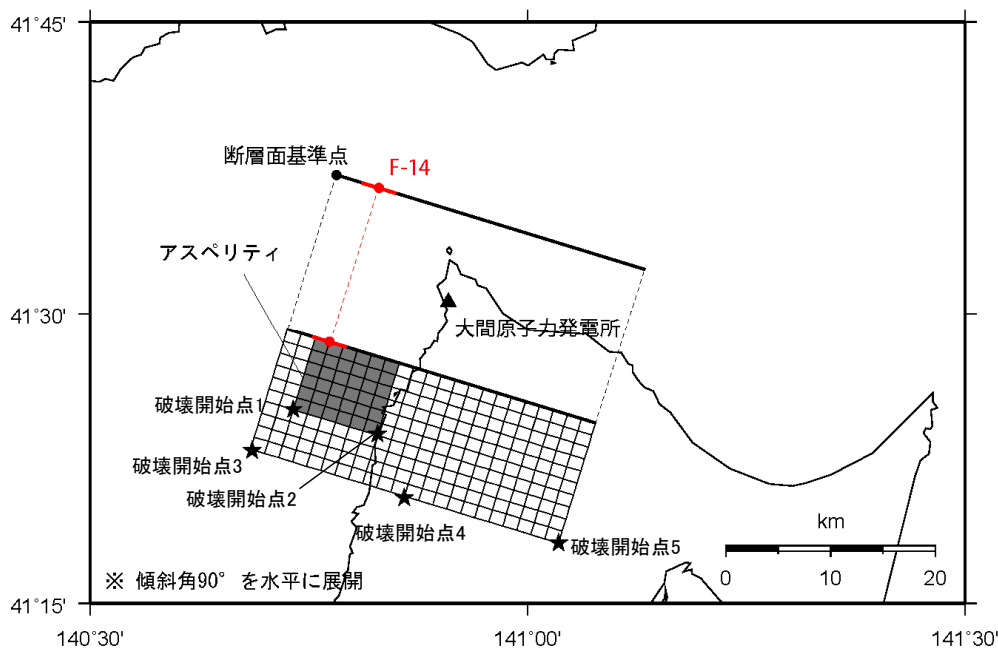 41°45'
断層面基準点
F-14
アスペリティ
41°30'
大間原子力発電所
破壊開始点1
破壊開始点3
破壊開始点2
破壊開始点4
破壊開始点5
km
0 10 20
※ 傾斜角90° を水平に展開
41°15'
140°30' 141°00' 141°30'